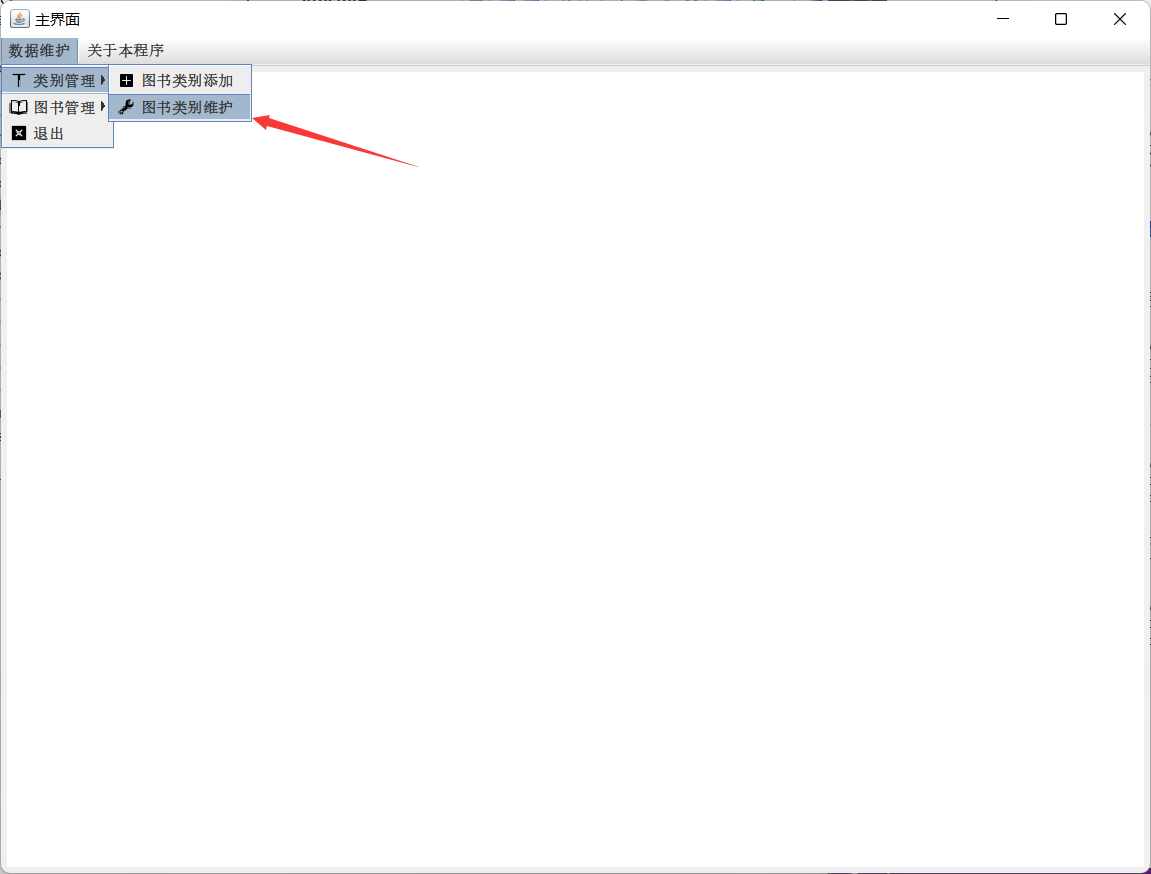 主界面
数据维护 关于本程序
类别管理 图书类别添加
图书管理 图书类别维护
退出